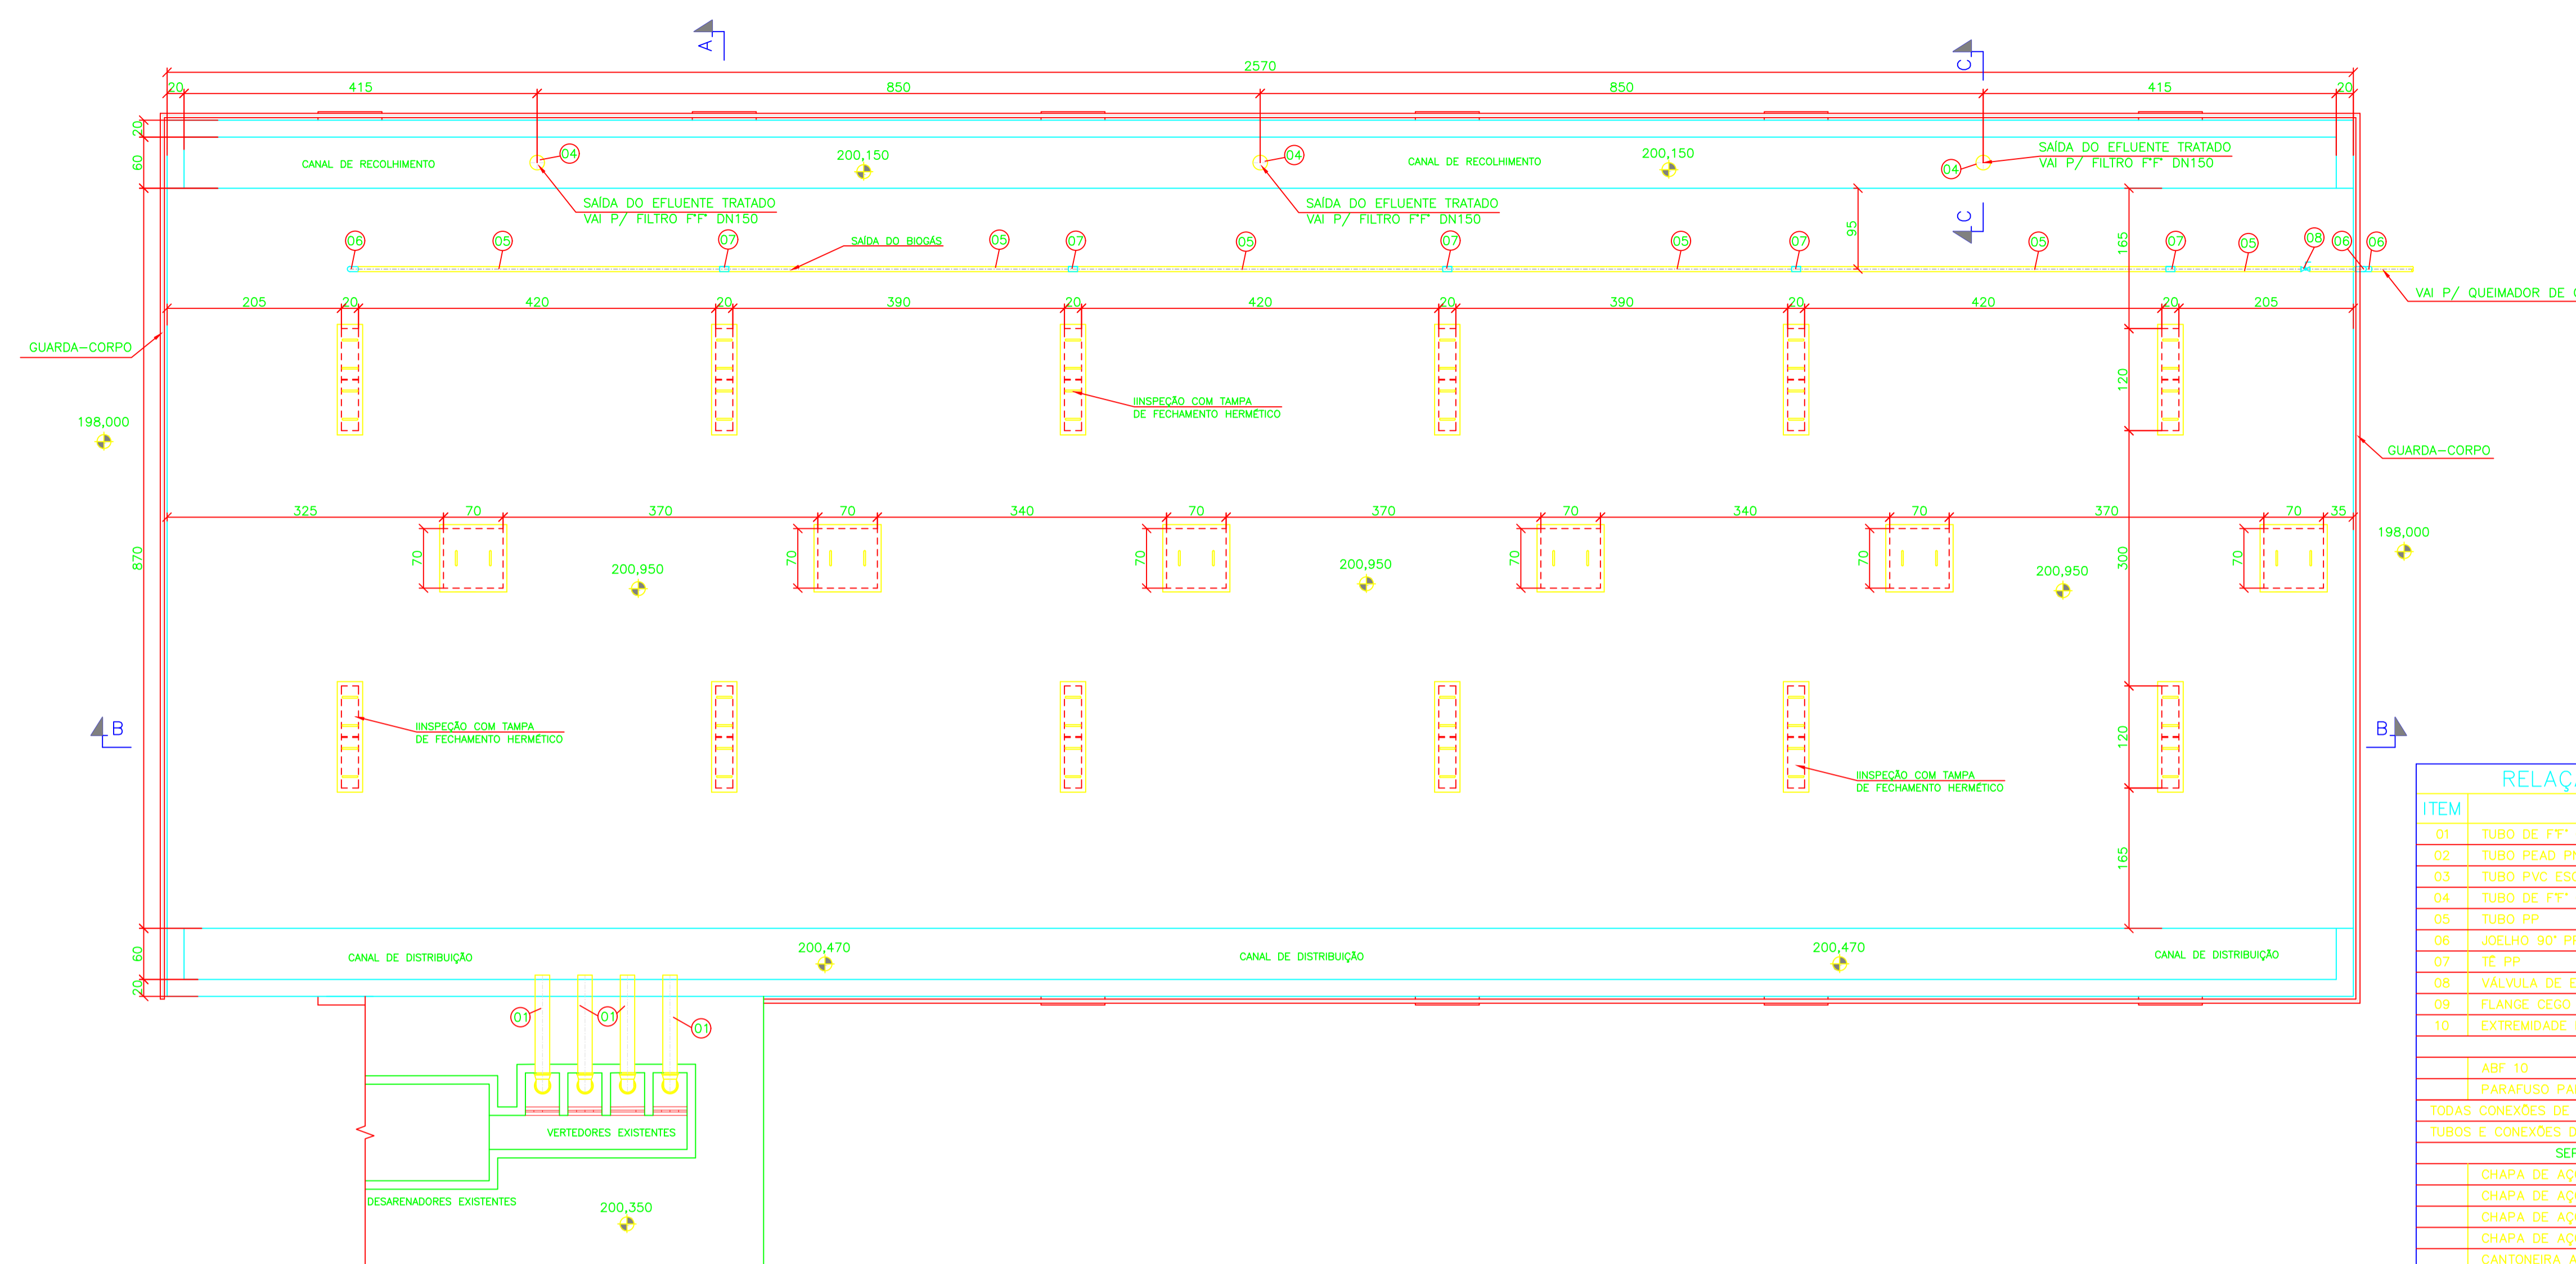 A
C
2570
20
415
850
850
415
20
20
60
CANAL DE RECOLHIMENTO
04
200,150
04
CANAL DE RECOLHIMENTO
200,150
04
SAÍDA DO EFLUENTE TRATADO
VAI P/ FILTRO F°F° DN150
SAÍDA DO EFLUENTE TRATADO
VAI P/ FILTRO F°F° DN150
SAÍDA DO EFLUENTE TRATADO
VAI P/ FILTRO F°F° DN150
C
95
165
06
05
07
SAÍDA DO BIOGÁS
05
07
05
07
05
07
05
07
05
08
06
06
VAI P/ QUEIMADOR DE
205
20
420
20
390
20
420
20
390
20
420
20
205
GUARDA-CORPO
IINSPEÇÃO COM TAMPA
DE FECHAMENTO HERMÉTICO
120
198,000
GUARDA-CORPO
325
70
370
70
340
70
370
70
340
70
370
70
35
870
70
70
70
70
70
70
300
198,000
200,950
200,950
200,950
B
IINSPEÇÃO COM TAMPA
DE FECHAMENTO HERMÉTICO
120
B
IINSPEÇÃO COM TAMPA
DE FECHAMENTO HERMÉTICO
165
60
CANAL DE DISTRIBUIÇÃO
200,470
CANAL DE DISTRIBUIÇÃO
200,470
CANAL DE DISTRIBUIÇÃO
20
01
01
01
VERTEDORES EXISTENTES
DESARENADORES EXISTENTES
200,350
ITEM
01 TUBO DE F°F°
02 TUBO PEAD
03 TUBO PVC
04 TUBO DE F°F°
05 TUBO PP
06 JOELHO 90°
07 TÊ PP
08 VÁLVULA DE
09 FLANGE CEGO
10 EXTREMIDADE
ABF 10
PARAFUSO
TODAS CONEXÕES DE
TUBOS E CONEXÕES
CHAPA DE
CHAPA DE
CHAPA DE
CHAPA DE
CANTONEIRA